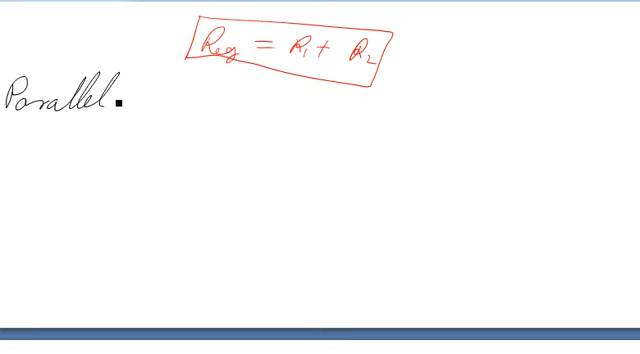 Req = R1 + R2
Parallel.